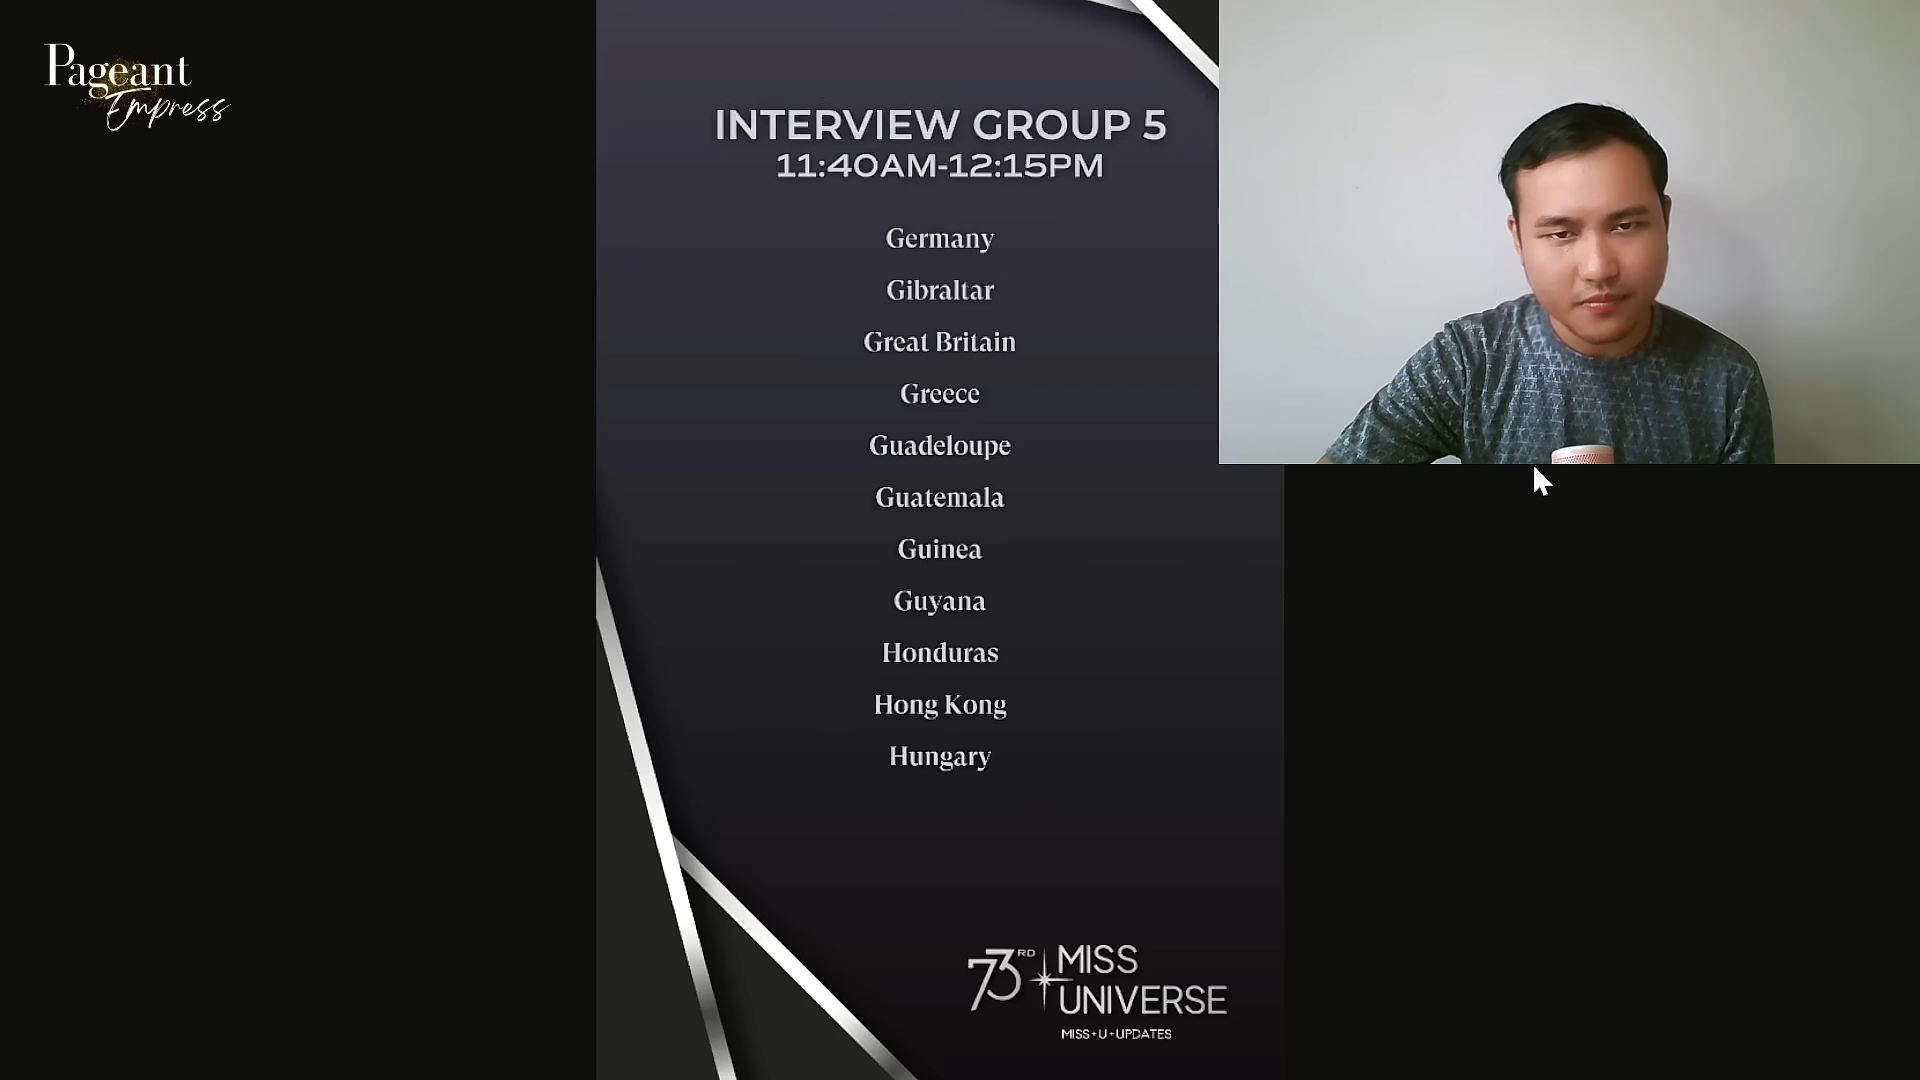 Pageant
Empress
INTERVIEW GROUP 5
11:40AM-12:15PM
Germany
Gibraltar
Great Britain
Greece
Guadeloupe
Guatemala
Guinea
Guyana
Honduras
Hong Kong
Hungary
73RD MISS
UNIVERSE
MISS+U+UPDATES